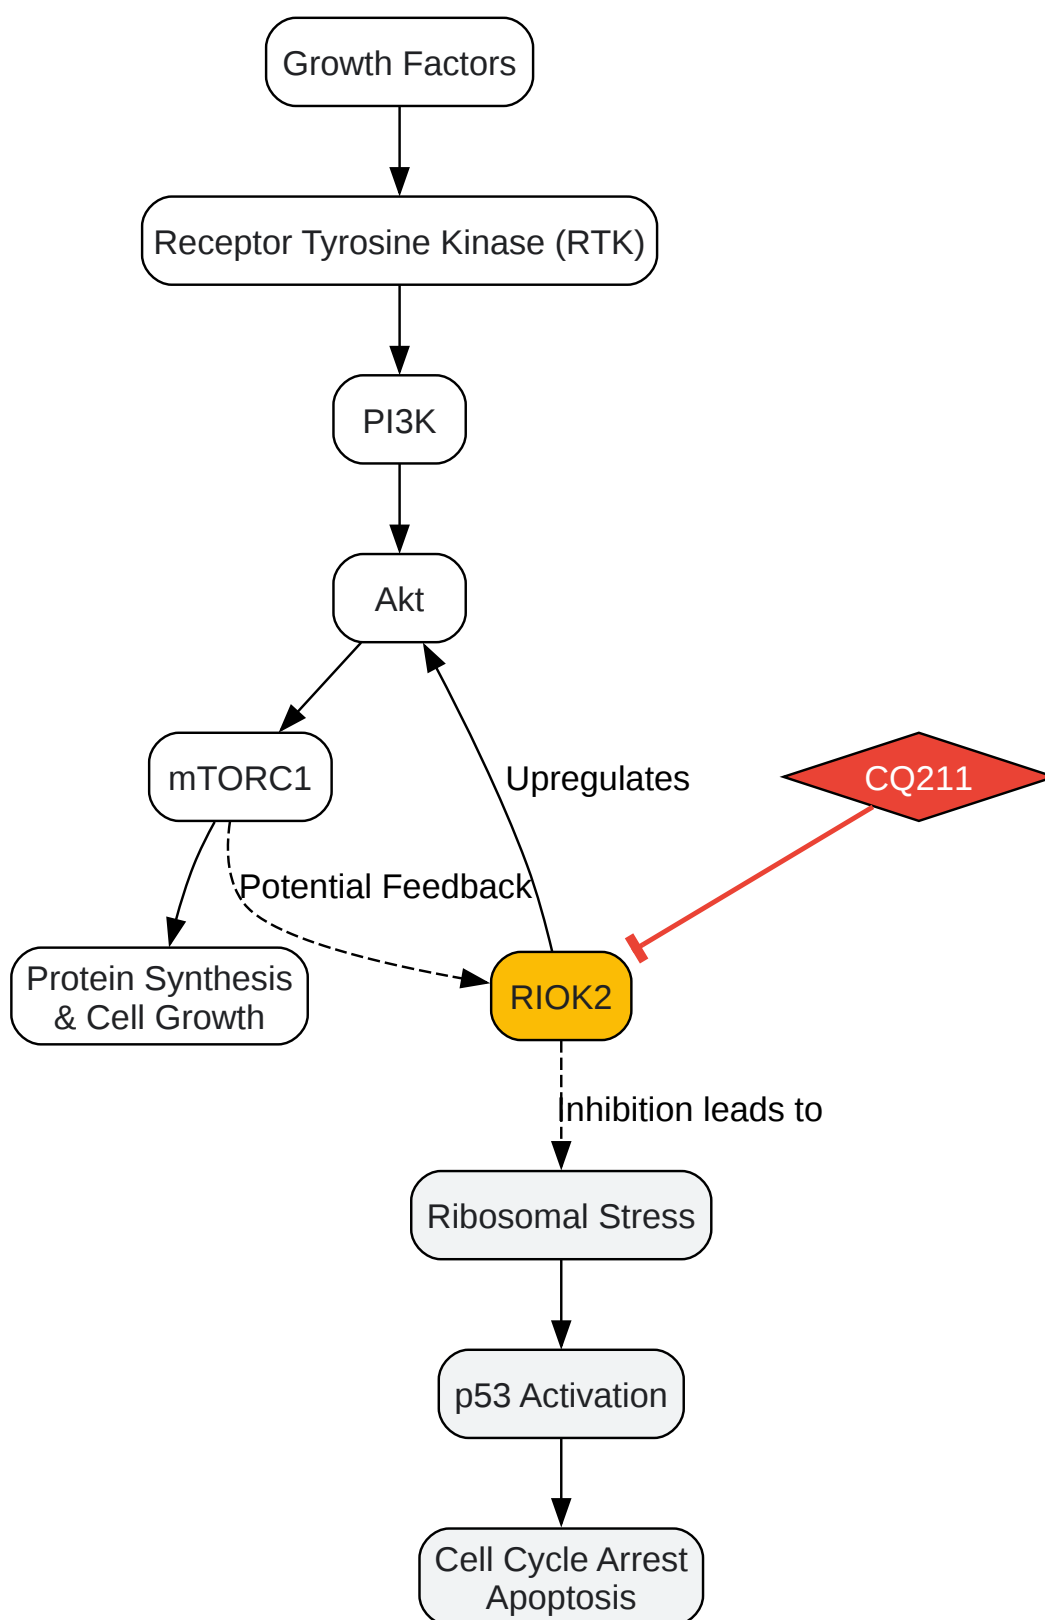 Growth Factors
Receptor Tyrosine Kinase (RTK)
PI3K
Akt
mTORC1
Upregulates
CQ211
Potential Feedback
Protein Synthesis
& Cell Growth
RIOK2
Inhibition leads to
Ribosomal Stress
p53 Activation
Cell Cycle Arrest
Apoptosis